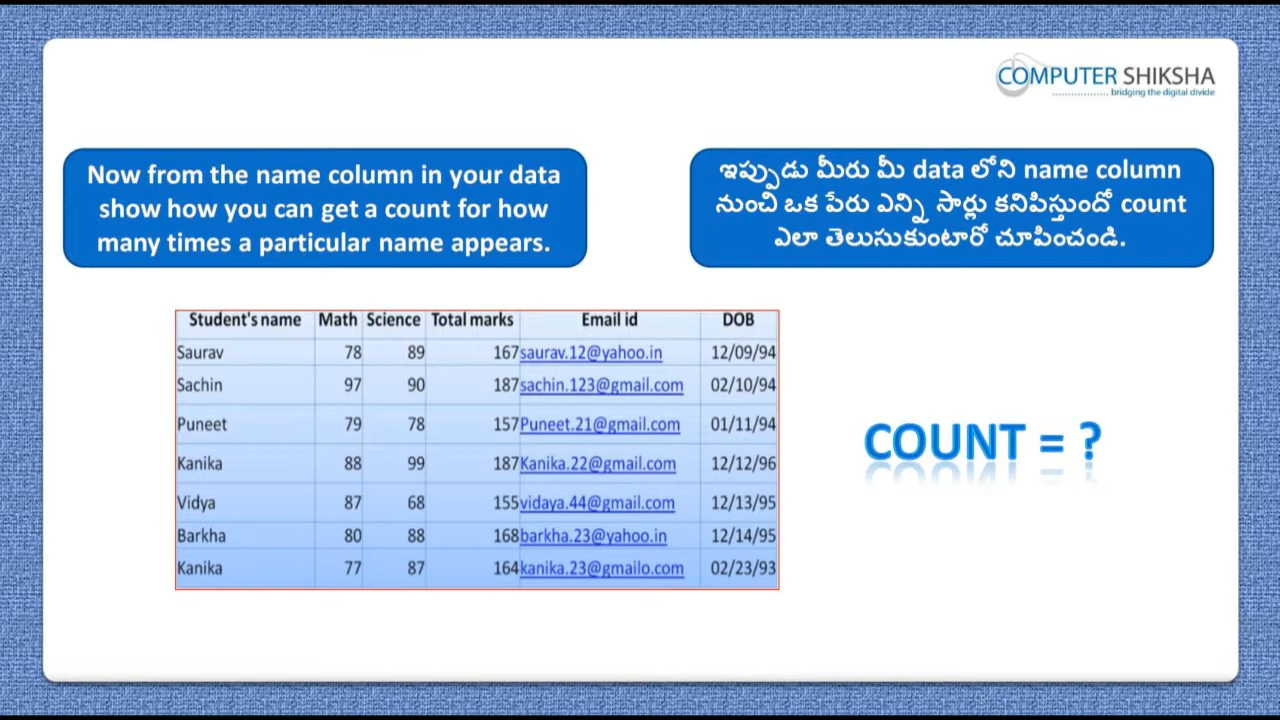 COMPUTER SHIKSHA
.................. bridging the digital divide
Now from the name column in your data
show how you can get a count for how
many times a particular name appears.
ఇప్పుడు మీరు మీ data లోని name column
నుంచి ఒక పేరు ఎన్ని సార్లు కనిపిస్తుందో count
ఎలా తెలుసుకుంటారో చూపించండి.
Student's name Math Science Total marks Email id DOB
Saurav 78 89 167 saurav.12@yahoo.in 12/09/94
Sachin 97 90 187 sachin.123@gmail.com 02/10/94
Puneet 79 78 157 Puneet.21@gmail.com 01/11/94
Kanika 88 99 187 Kanika.22@gmail.com 12/12/96
Vidya 87 68 155 vidaya.44@gmail.com 12/13/95
Barkha 80 88 168 barkha.23@yahoo.in 12/14/95
Kanika 77 87 164 kanika.23@gmailo.com 02/23/93
COUNT = ?